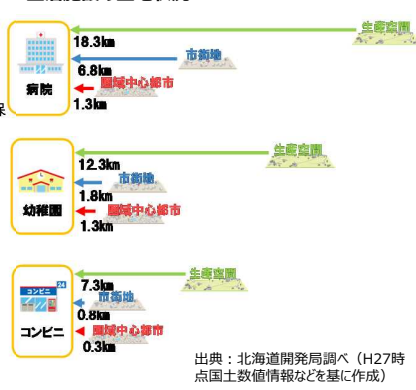 18.3km
生産空間
市街地
6.8km
病院
圏域中心都市
1.3km
保
12.3km
生産空間
市街地
1.8km
幼稚園
圏域中心都市
1.3km
コンビニ 24
7.3km
生産空間
市街地
0.8km
コンビニ
圏域中心都市
0.3km
出典:北海道開発局調べ(H27時
点国土数値情報などを基に作成)